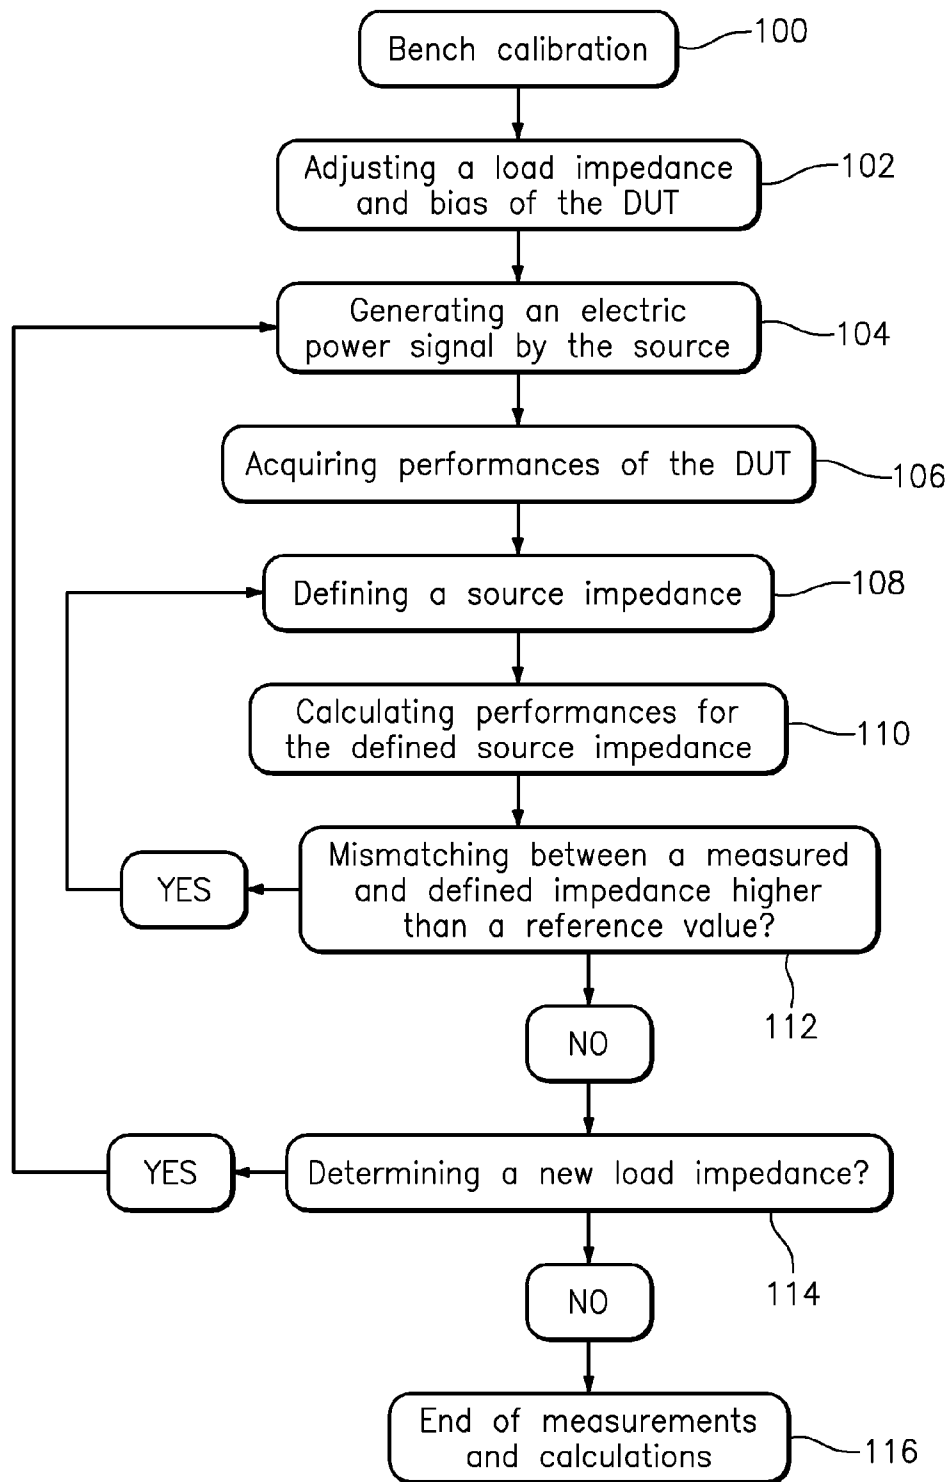 Bench calibration
100
Adjusting a load impedance
and bias of the DUT
102
Generating an electric
power signal by the source
104
Acquiring performances of the DUT
106
Defining a source impedance
108
Calculating performances for
the defined source impedance
110
Mismatching between a measured
and defined impedance higher
than a reference value?
YES
112
NO
Determining a new load impedance?
YES
114
NO
End of measurements
and calculations
116